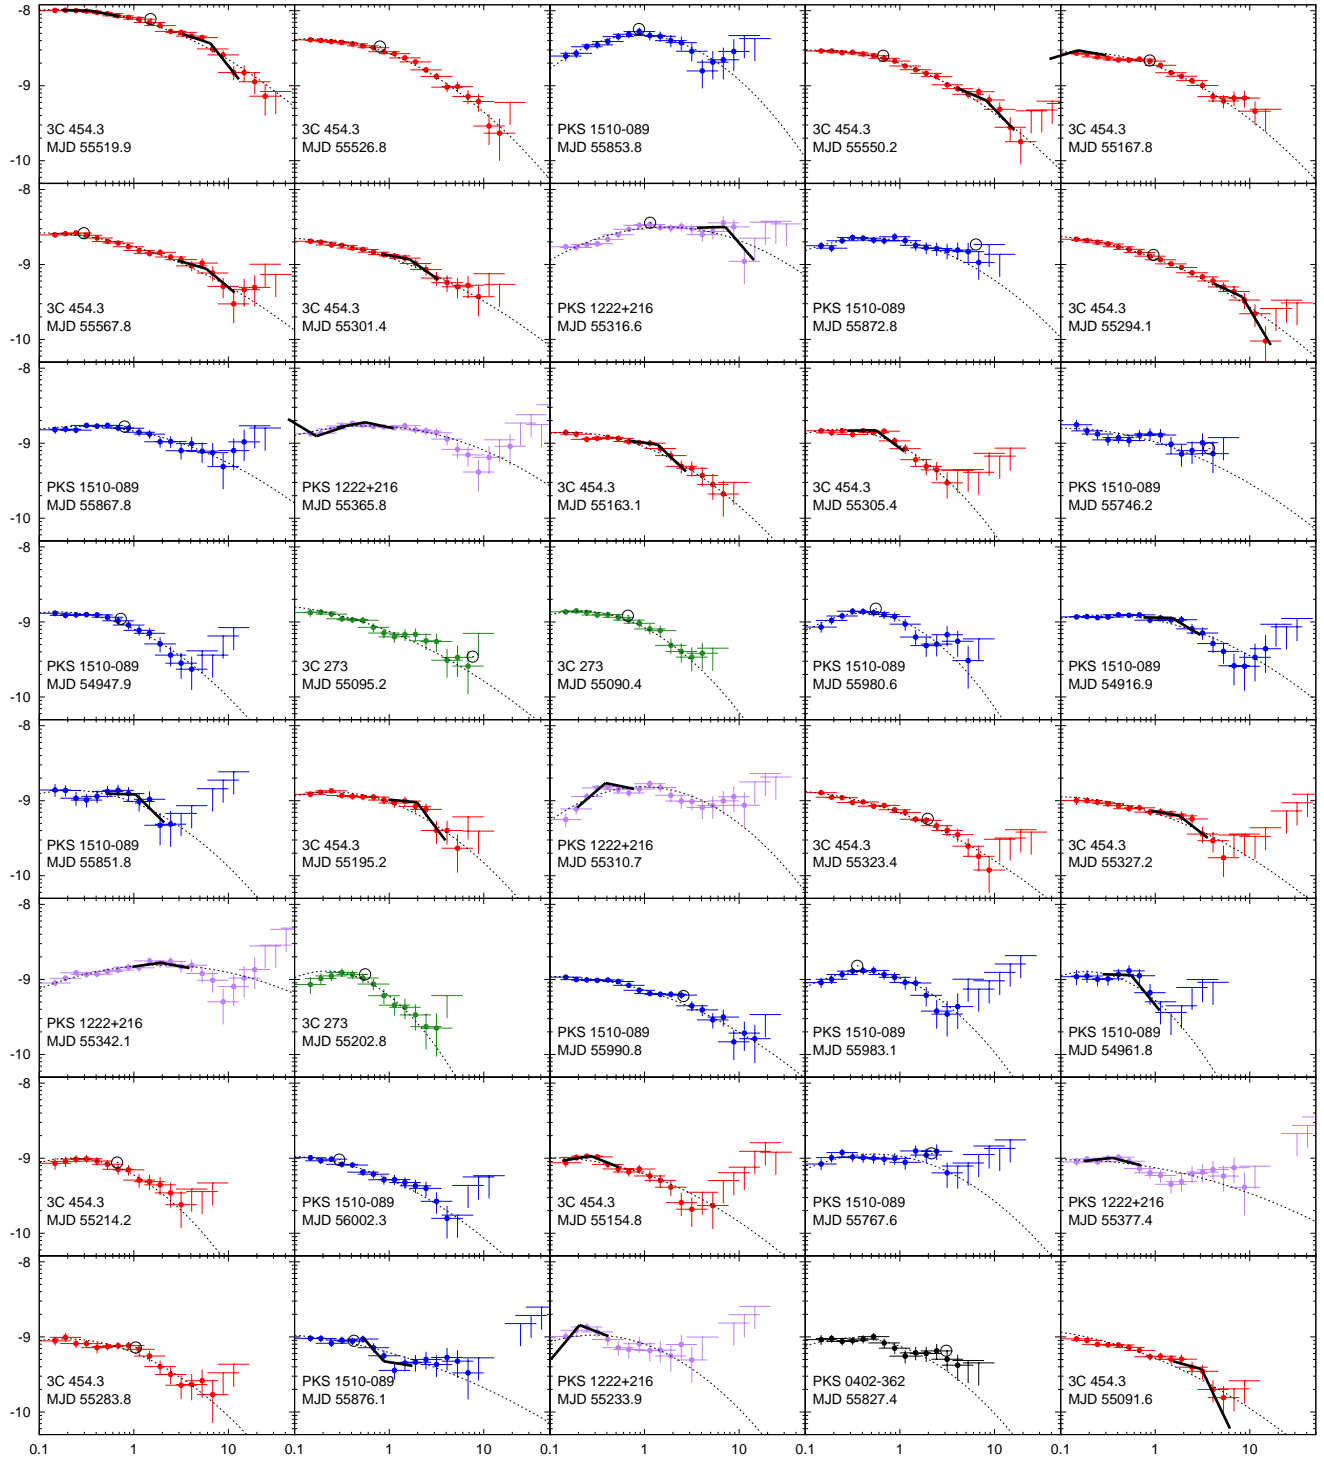 -8
-9
-10
3C 454.3
MJD 55519.9
3C 454.3
MJD 55526.8
PKS 1510-089
MJD 55853.8
3C 454.3
MJD 55550.2
3C 454.3
MJD 55167.8
-8
-9
-10
3C 454.3
MJD 55567.8
3C 454.3
MJD 55301.4
PKS 1222+216
MJD 55316.6
PKS 1510-089
MJD 55872.8
3C 454.3
MJD 55294.1
-8
-9
-10
PKS 1510-089
MJD 55867.8
PKS 1222+216
MJD 55365.8
3C 454.3
MJD 55163.1
3C 454.3
MJD 55305.4
PKS 1510-089
MJD 55746.2
-8
-9
-10
PKS 1510-089
MJD 54947.9
3C 273
MJD 55095.2
3C 273
MJD 55090.4
PKS 1510-089
MJD 55980.6
PKS 1510-089
MJD 54916.9
-8
-9
-10
PKS 1510-089
MJD 55851.8
3C 454.3
MJD 55195.2
PKS 1222+216
MJD 55310.7
3C 454.3
MJD 55323.4
3C 454.3
MJD 55327.2
-8
-9
-10
PKS 1222+216
MJD 55342.1
3C 273
MJD 55202.8
PKS 1510-089
MJD 55990.8
PKS 1510-089
MJD 55983.1
PKS 1510-089
MJD 54961.8
-8
-9
-10
3C 454.3
MJD 55214.2
PKS 1510-089
MJD 56002.3
3C 454.3
MJD 55154.8
PKS 1510-089
MJD 55767.6
PKS 1222+216
MJD 55377.4
-8
-9
-10
3C 454.3
MJD 55283.8
PKS 1510-089
MJD 55876.1
PKS 1222+216
MJD 55233.9
PKS 0402-362
MJD 55827.4
3C 454.3
MJD 55091.6
0.1 1 10 0.1 1 10 0.1 1 10 0.1 1 10 0.1 1 10